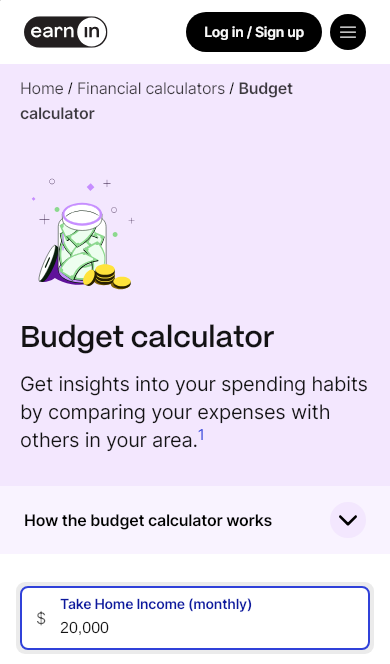 earnin
Log in / Sign up
Home / Financial calculators / Budget
calculator
Budget calculator
Get insights into your spending habits
by comparing your expenses with
others in your area.1
How the budget calculator works
Take Home Income (monthly)
$ 20,000